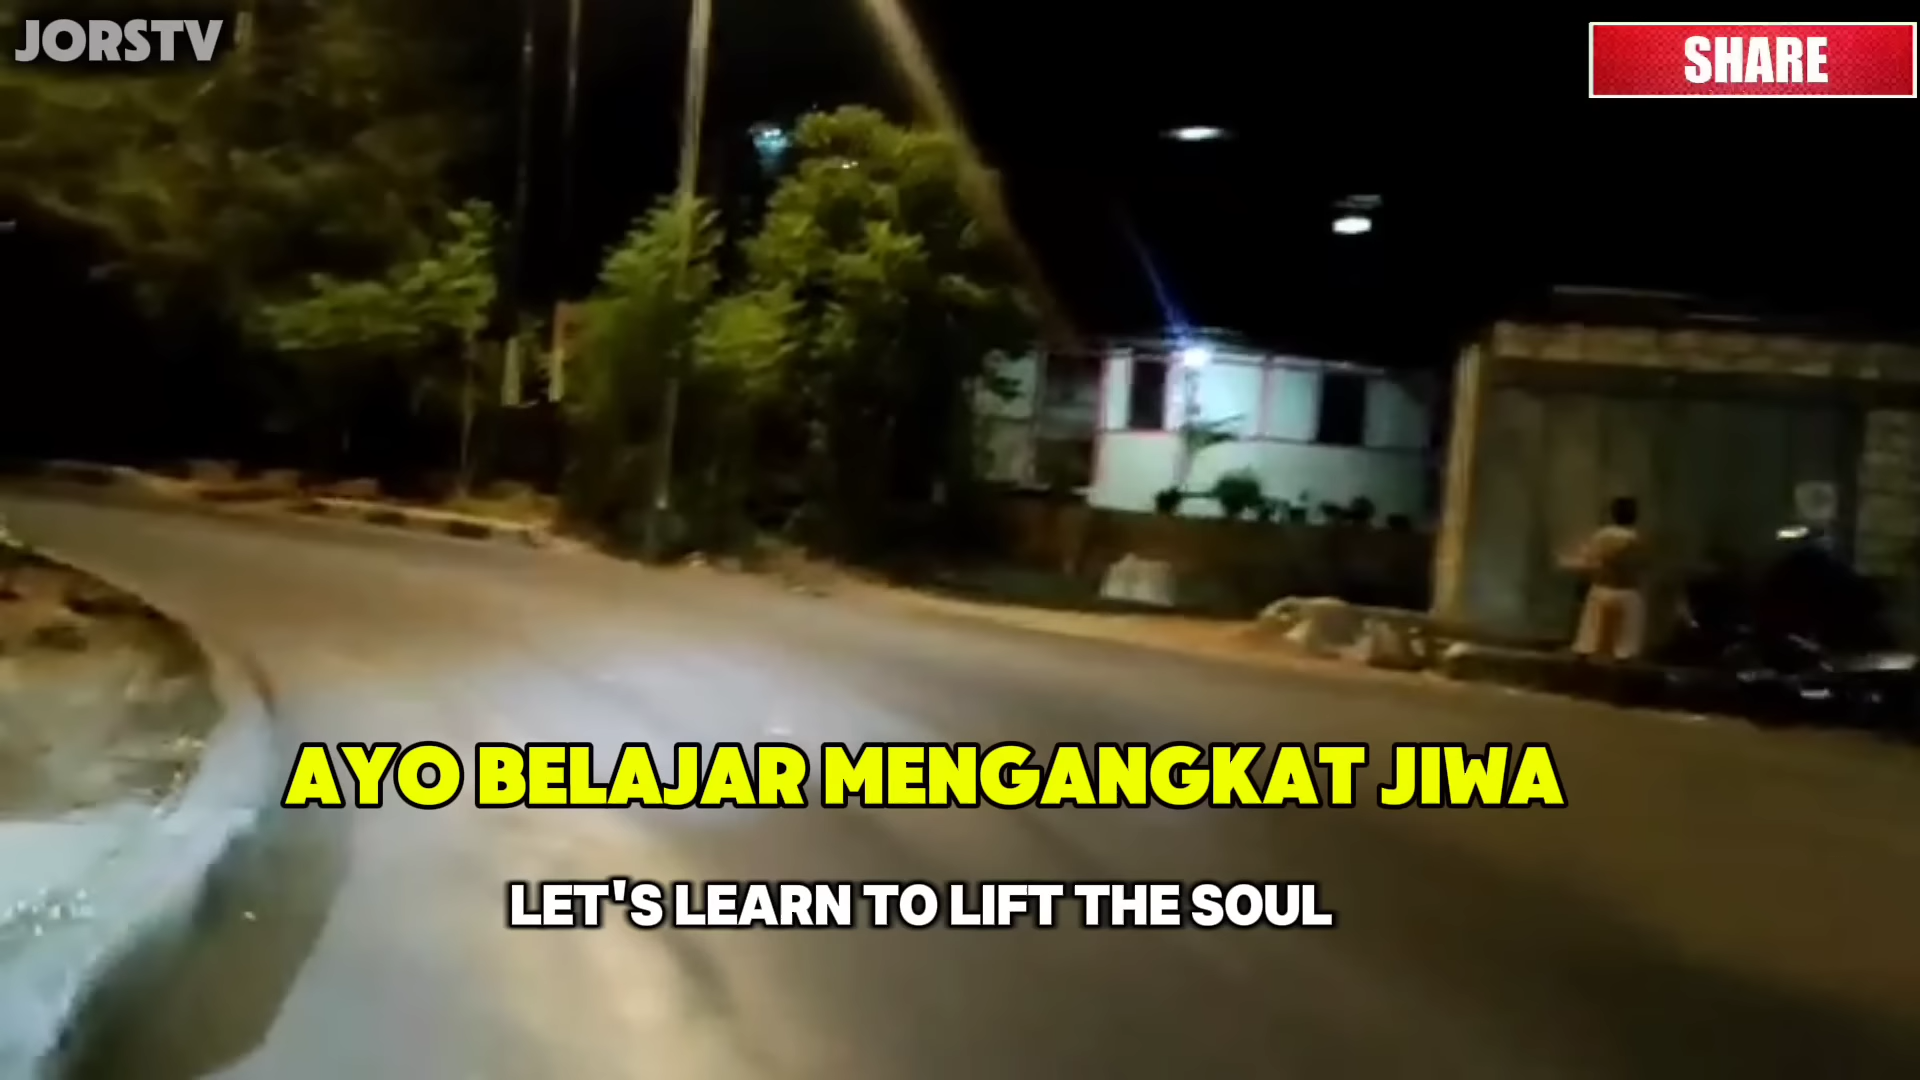 JORSTV
SHARE
AYO BELAJAR MENGANGKAT JIWA
LET'S LEARN TO LIFT THE SOUL